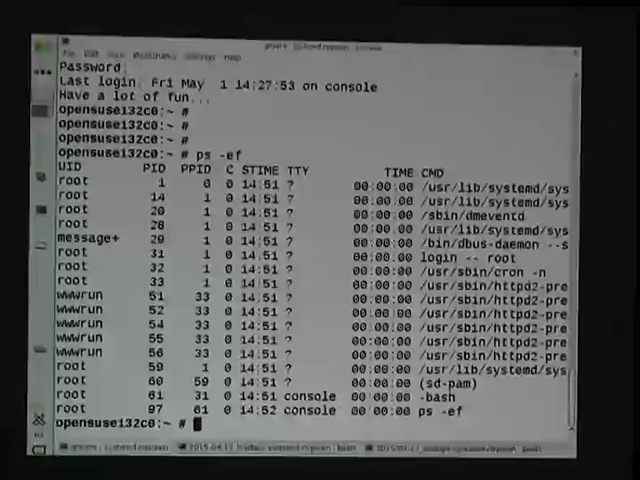 Password:
Last login: Fri May 1 14:27:53 on console
Have a lot of fun...
opensuse132c0:~ #
opensuse132c0:~ #
opensuse132c0:~ #
opensuse132c0:~ # ps -ef
UID PID PPID C STIME TTY TIME CMD
root 1 0 0 14:51 ? 00:00:00 /usr/lib/systemd/sys
root 14 1 0 14:51 ? 00:00:00 /usr/lib/systemd/sys
root 20 1 0 14:51 ? 00:00:00 /sbin/dmeventd
root 28 1 0 14:51 ? 00:00:00 /usr/lib/systemd/sys
message+ 29 1 0 14:51 ? 00:00:00 /bin/dbus-daemon --s
root 31 1 0 14:51 ? 00:00:00 login -- root
root 32 1 0 14:51 ? 00:00:00 /usr/sbin/cron -n
root 33 1 0 14:51 ? 00:00:00 /usr/sbin/httpd2-pre
wwwrun 51 33 0 14:51 ? 00:00:00 /usr/sbin/httpd2-pre
wwwrun 52 33 0 14:51 ? 00:00:00 /usr/sbin/httpd2-pre
wwwrun 54 33 0 14:51 ? 00:00:00 /usr/sbin/httpd2-pre
wwwrun 55 33 0 14:51 ? 00:00:00 /usr/sbin/httpd2-pre
wwwrun 56 33 0 14:51 ? 00:00:00 /usr/sbin/httpd2-pre
root 59 1 0 14:51 ? 00:00:00 /usr/lib/systemd/sys
root 60 59 0 14:51 ? 00:00:00 (sd-pam)
root 61 31 0 14:51 console 00:00:00 -bash
root 97 61 0 14:52 console 00:00:00 ps -ef
opensuse132c0:~ #